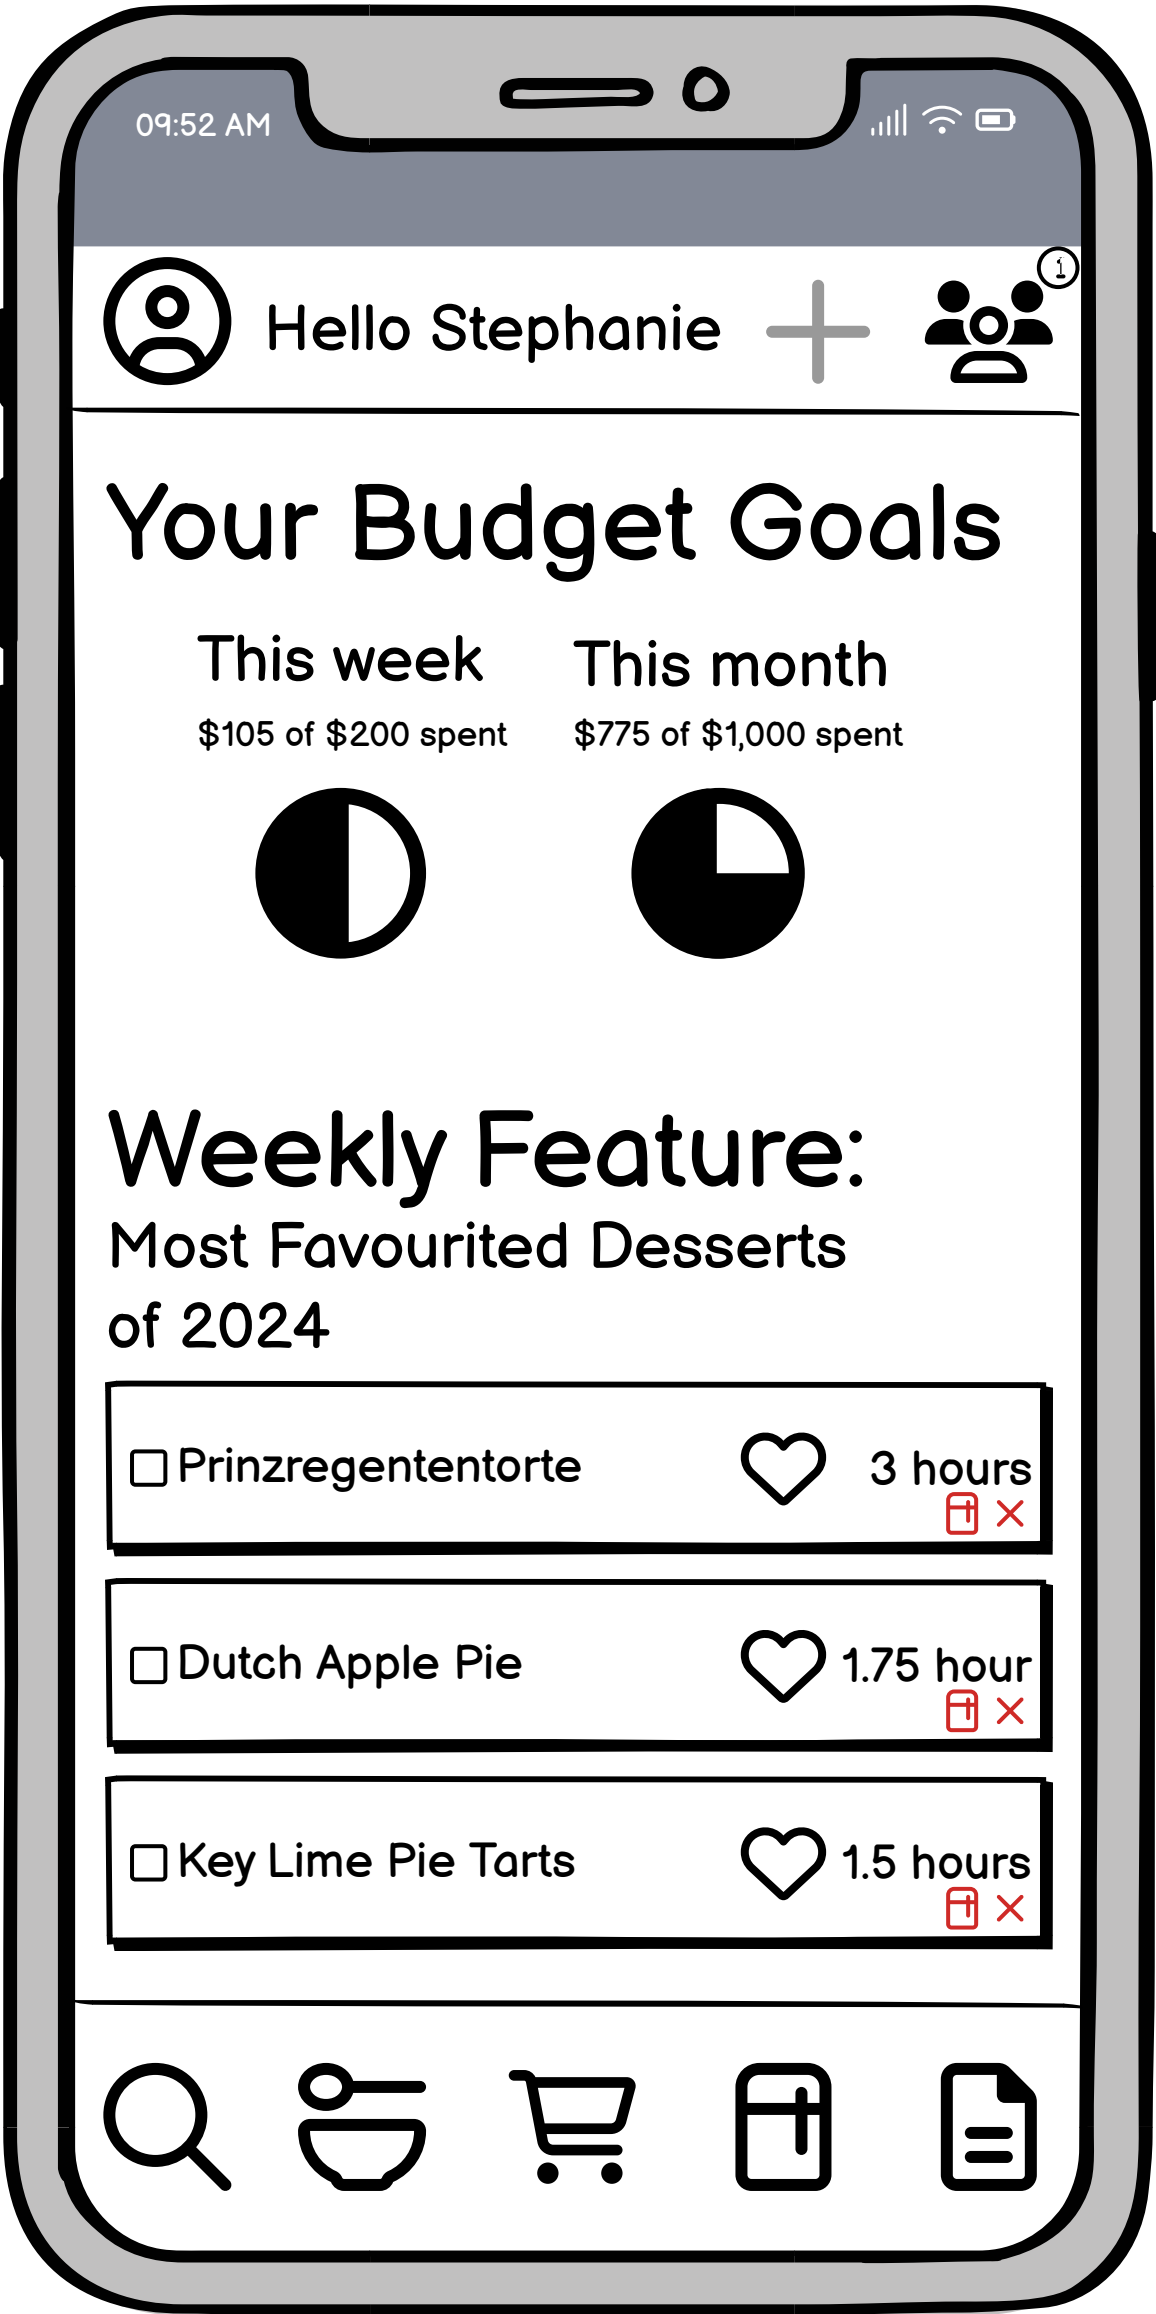 09:52 AM
1
Hello Stephanie
Your Budget Goals
This week
$105 of $200 spent
This month
$775 of $1,000 spent
Weekly Feature:
Most Favourited Desserts
of 2024
Prinzregententorte
3 hours
Dutch Apple Pie
1.75 hour
Key Lime Pie Tarts
1.5 hours